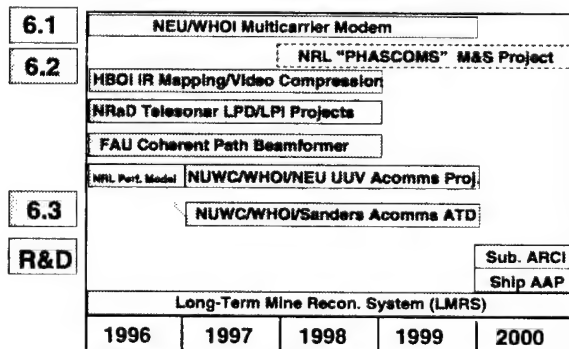 6.1
NEU/WHOI Multicarrier Modem
NRL "PHASCOMS" M&S Project
6.2
HBOI IR Mapping/Video Compression
NRaD Telesonar LPD/LPI Projects
FAU Coherent Path Beamformer
NRL Perf. Model NUWC/WHOI/NEU UUV Acomms Proj.
6.3
NUWC/WHOI/Sanders Acomms ATD
R&D
Sub. ARCI
Ship AAP
Long-Term Mine Recon. System (LMRS)
1996 1997 1998 1999 2000